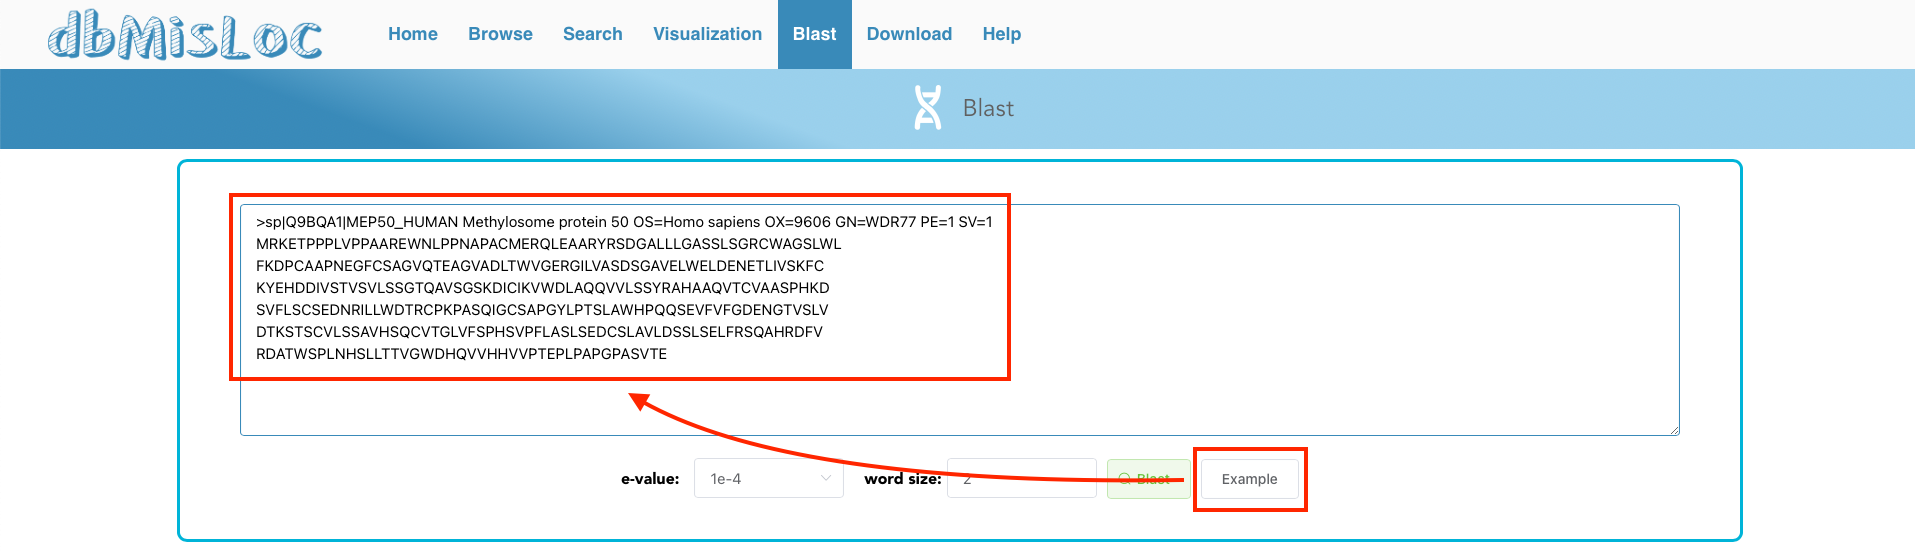 dbMisLoc
Home Browse Search Visualization Blast Download Help
Blast
>sp|Q9BQA1|MEP50_HUMAN Methylosome protein 50 OS=Homo sapiens OX=9606 GN=WDR77 PE=1 SV=1
MRKETPPPLVPPAAREWNLPPNAPACMERQLEAARYRSDGALLLGASSLSGRCWAGSLWL
FKDPCAAPNEGFCSAGVQTEAGVADLTWVGERGILVASDSGAVELWELDENETLIVSKFC
KYEHDDIVSTVSVLSSGTQAVSGSKDICIKVWDLAQQVVLSSYRAHAAQVTCVAASPHKD
SVFLSCSEDNRILLWDTRCPKPASQIGCSAPGYLPTSLAWHPQQSEVFVFGDENGTVSLV
DTKSTSCVLSSAVHSQCVTGLVFSPHSVPFLASLSEDCSLAVLDSSLSELFRSQAHRDFV
RDATWSPLNHSLLTTVGWDHQVVHHVVPTEPLPAPGPASVTE
e-value: 1e-4 word size: 2 Blast Example